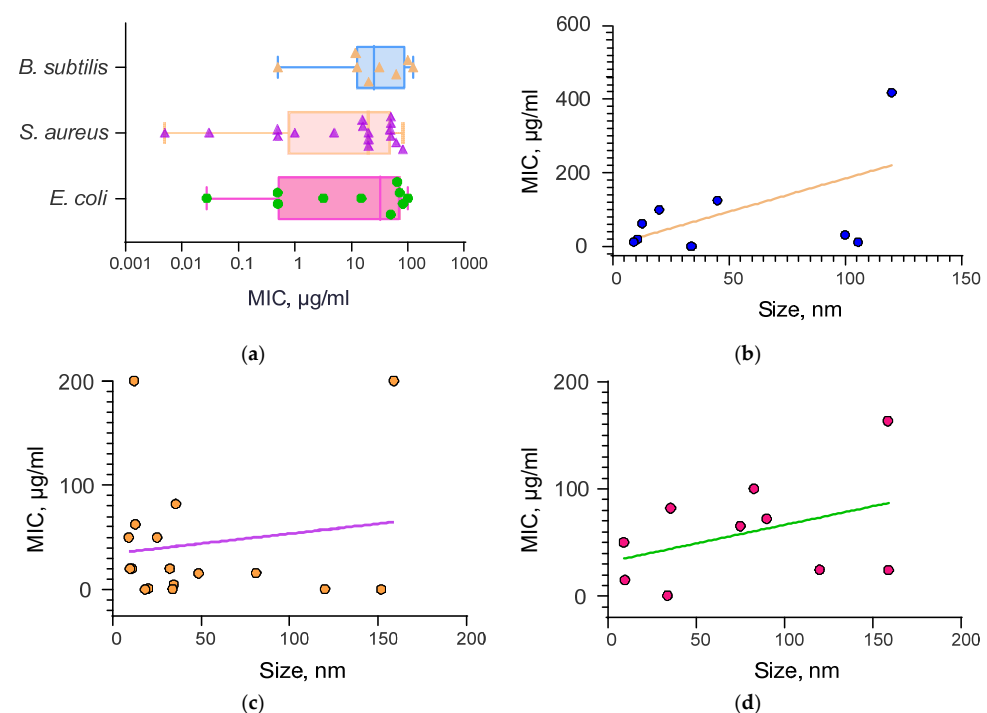 B. subtilis
S. aureus
E. coli
0.001 0.01 0.1 1 10 100 1000
MIC, µg/ml
(a)
600
400
200
0
MIC, µg/ml
0 50 100 150
Size, nm
(b)
200
100
0
MIC, µg/ml
0 50 100 150 200
Size, nm
(c)
200
100
0
MIC, µg/ml
0 50 100 150 200
Size, nm
(d)